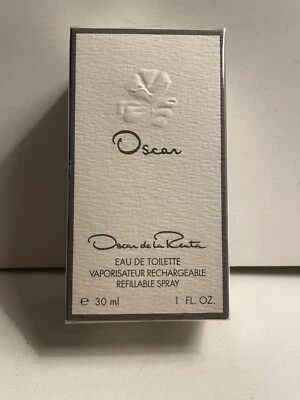 Oscar
Oscar de la Renta
EAU DE TOILETTE
VAPORISATEUR RECHARGEABLE
REFILLABLE SPRAY
e 30 ml 1 FL. OZ.